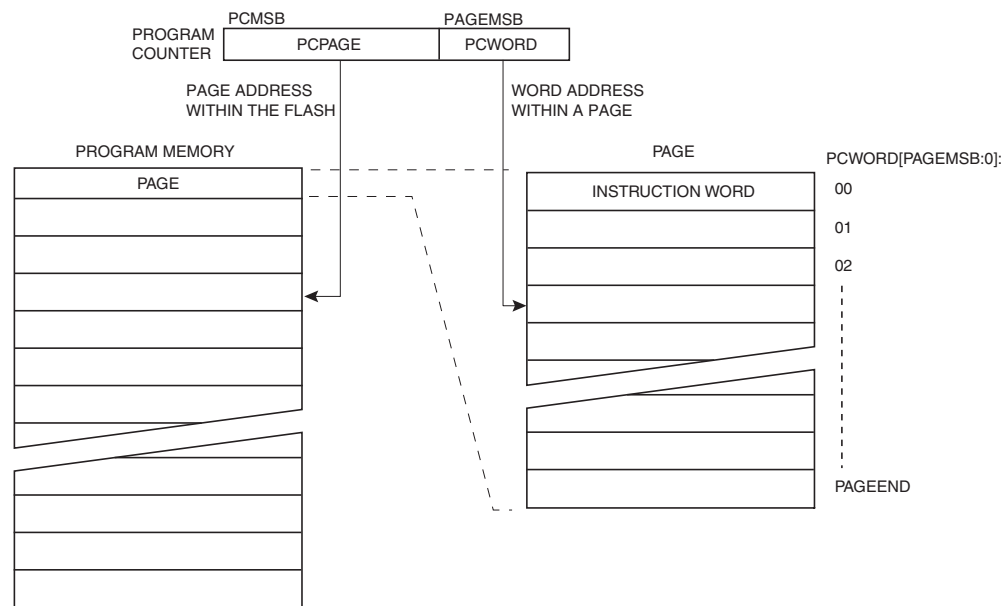 PCMSB
PAGEMSB
PROGRAM
COUNTER
PCPAGE
PCWORD
PAGE ADDRESS
WITHIN THE FLASH
WORD ADDRESS
WITHIN A PAGE
PROGRAM MEMORY
PAGE
PAGE
PCWORD[PAGEMSB:0]:
INSTRUCTION WORD
00
01
02
PAGEEND